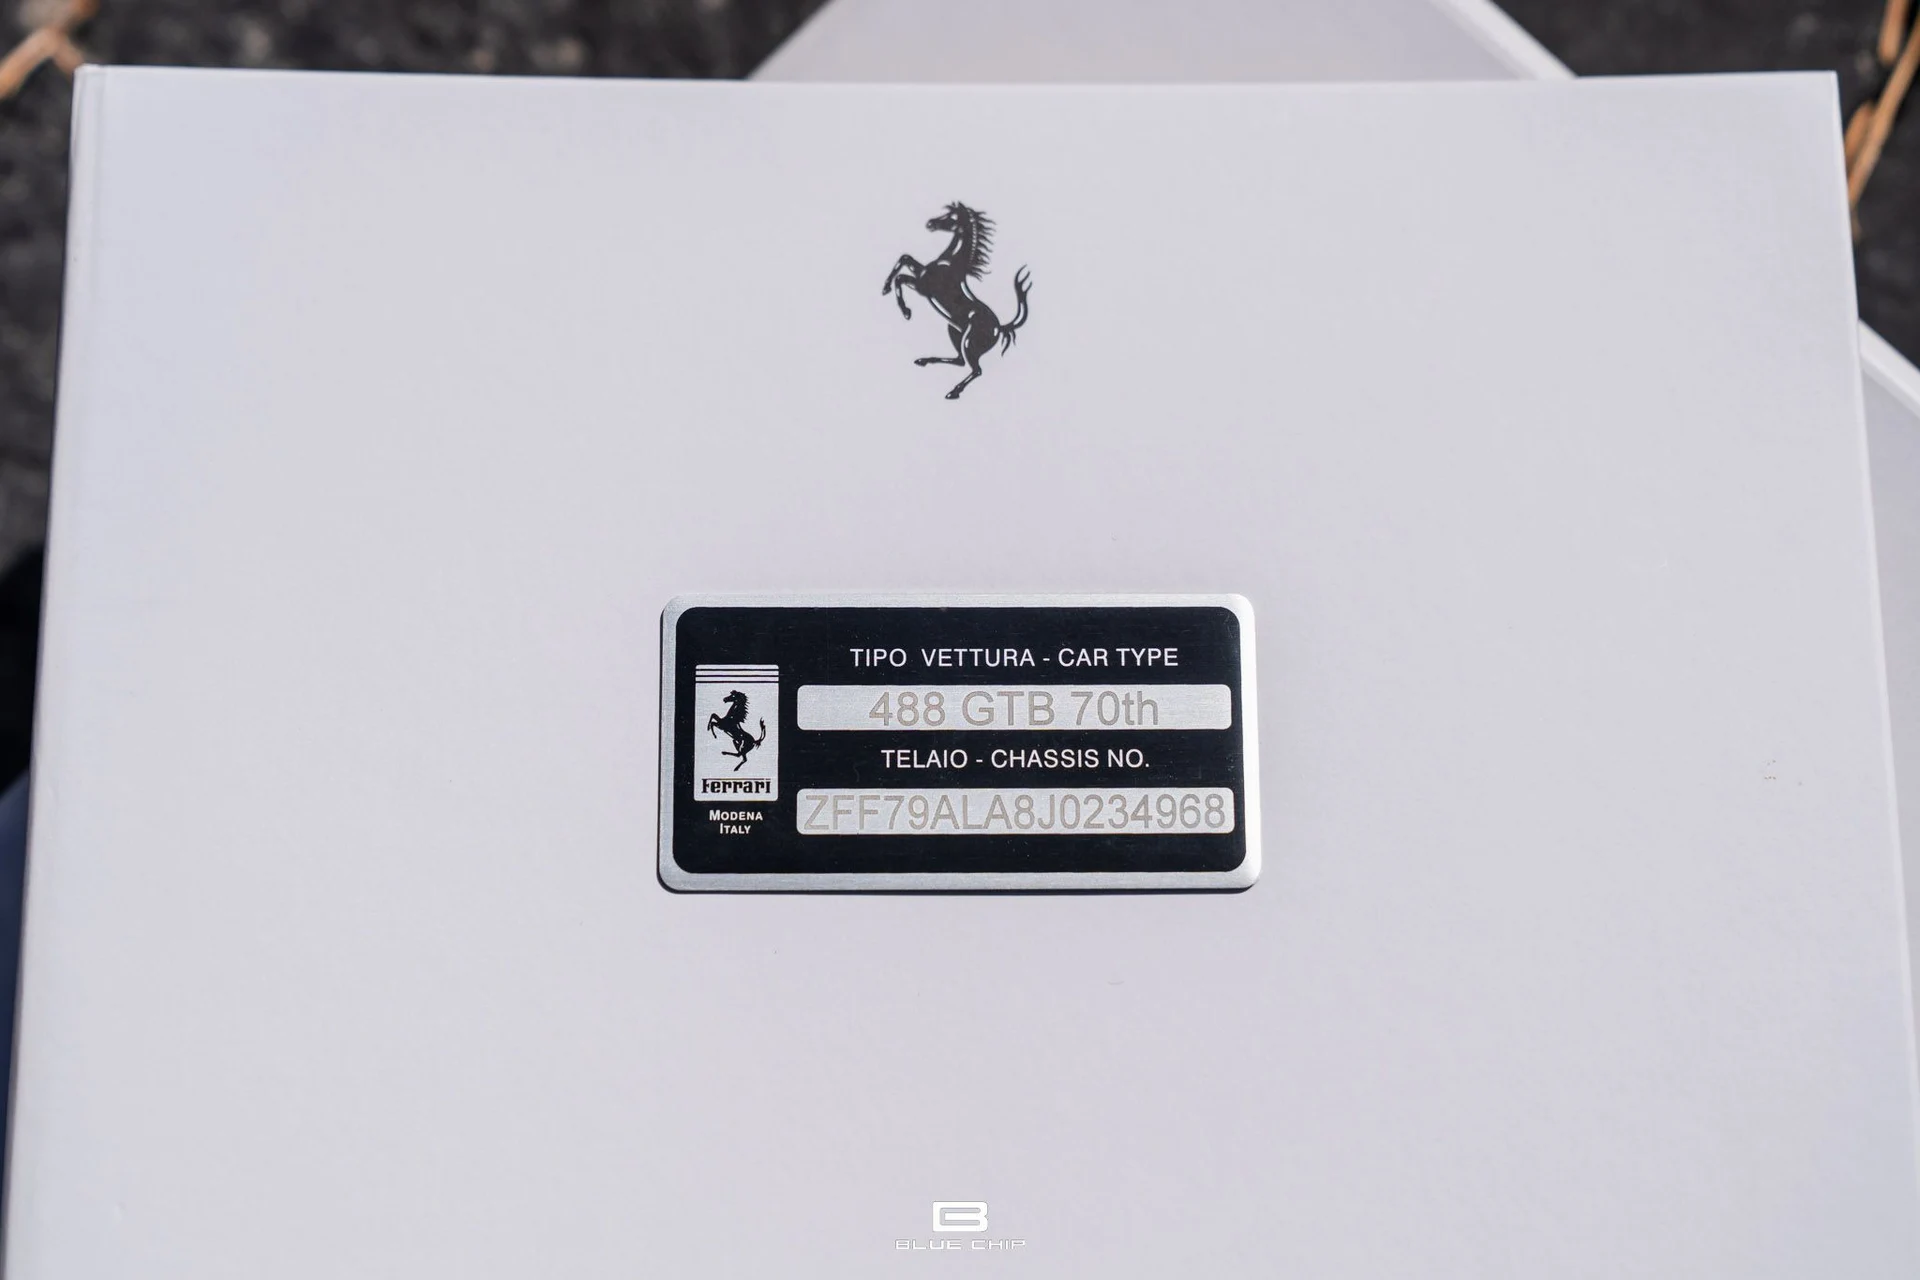 TIPO VETTURA - CAR TYPE
488 GTB 70th
TELAIO - CHASSIS NO.
ZFF79ALA8J0234968
Ferrari
MODENA
ITALY
BLUE CHIP